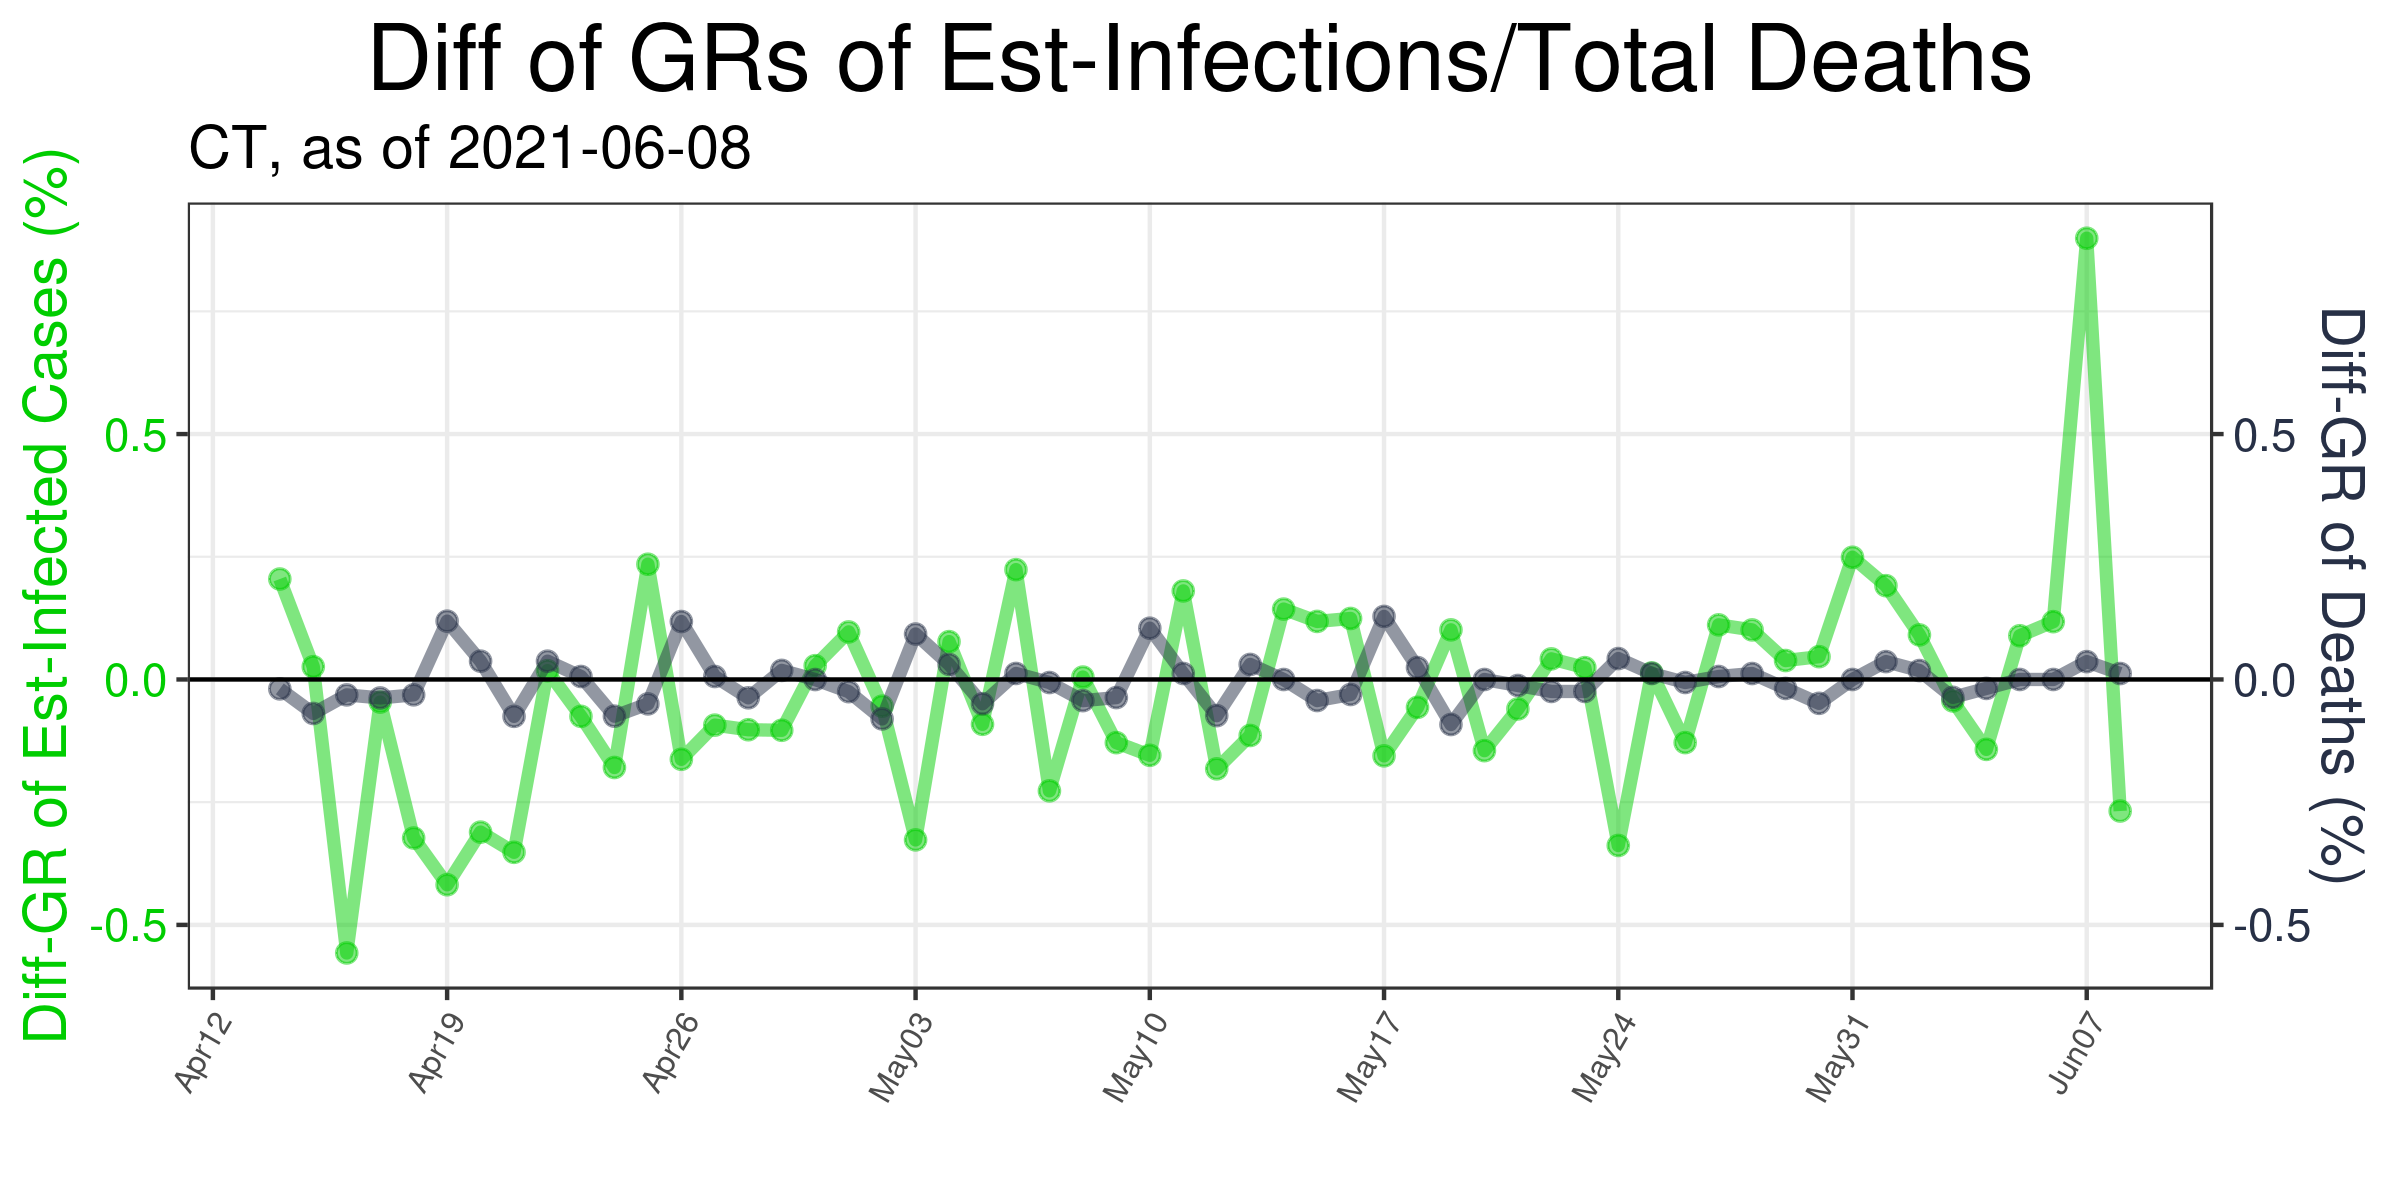 Diff of GRs of Est-Infections/Total Deaths
CT, as of 2021-06-08
Diff-GR of Est-Infected Cases (%)
0.5
0.0
-0.5
0.5
0.0
-0.5
Diff-GR of Deaths (%)
Apr12
Apr19
Apr26
May03
May10
May17
May24
May31
Jun07